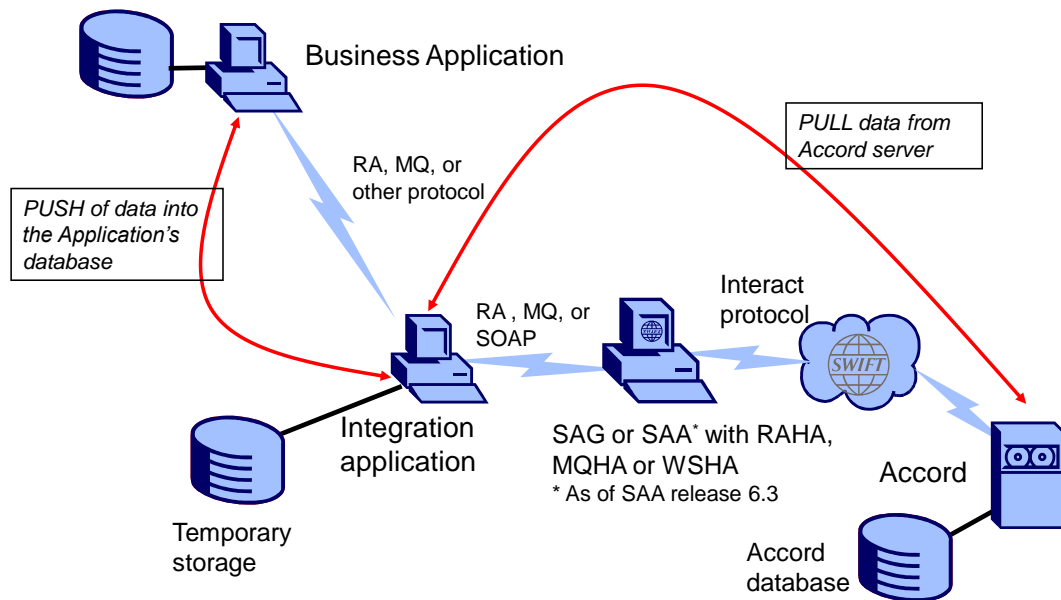 Business Application
PULL data from
Accord server
RA, MQ, or
other protocol
PUSH of data into
the Application's
database
Interact
protocol
RA , MQ, or
SOAP
SWIFT
Integration
application
SAG or SAA* with RAHA,
MQHA or WSHA
* As of SAA release 6.3
Accord
Temporary
storage
Accord
database